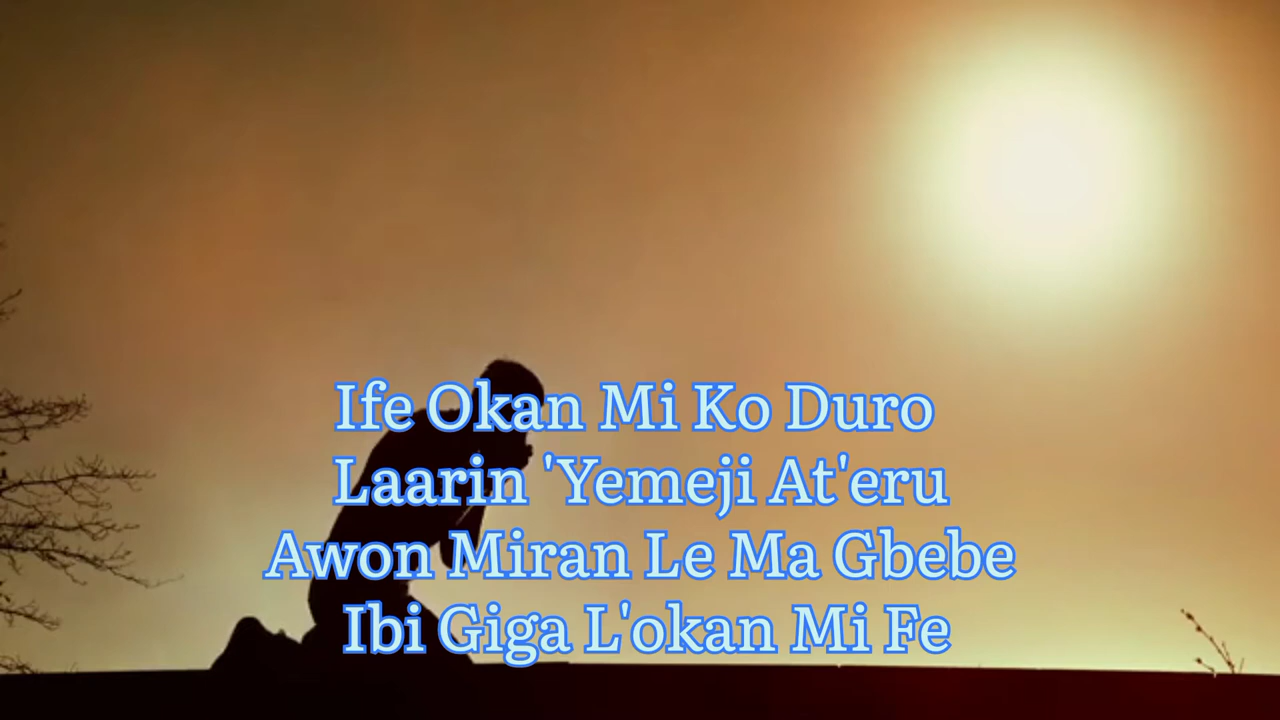 Ife Okan Mi Ko Duro
Laarin 'Yemeji At'eru
Awon Miran Le Ma Gbebe
Ibi Giga L'okan Mi Fe